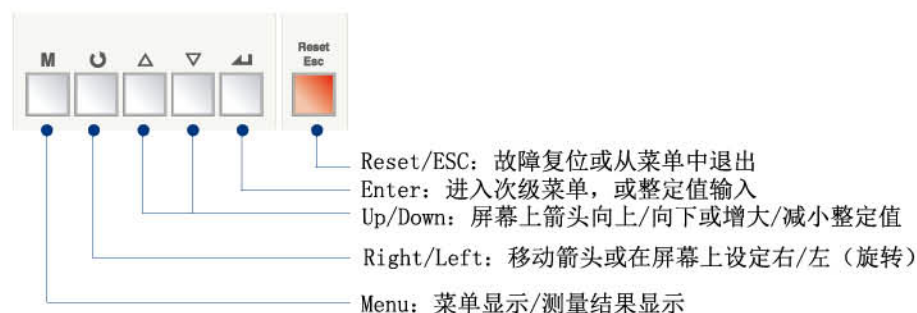 M
Reset
Esc
Reset/ESC: 故障复位或从菜单中退出
Enter: 进入次级菜单, 或整定值输入
Up/Down: 屏幕上箭头向上/向下或增大/减小整定值
Right/Left: 移动箭头或在屏幕上设定右/左（旋转）
Menu: 菜单显示/测量结果显示